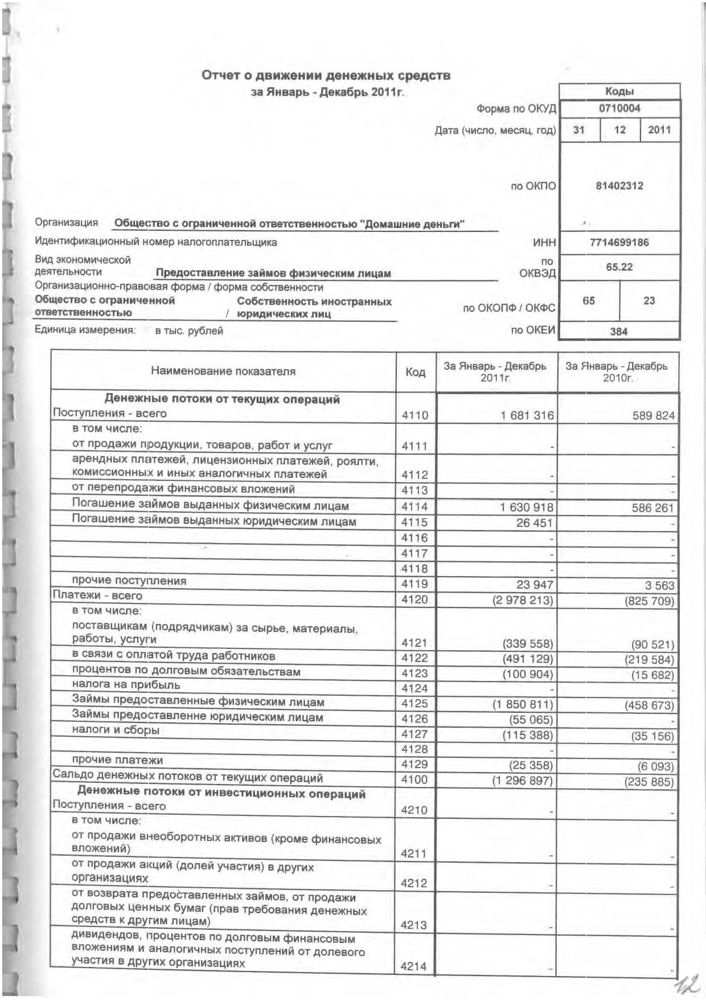 Отчет о движении денежных средств
за Январь - Декабрь 2011г.
Коды
Форма по ОКУД 0710004
Дата (число, месяц, год) 31 12 2011
по ОКПО 81402312
Организация Общество с ограниченной ответственностью "Домашние деньги"
Идентификационный номер налогоплательщика ИНН 7714699186
Вид экономической
деятельности Предоставление займов физическим лицам
по
ОКВЭД
65.22
Организационно-правовая форма / форма собственности
Общество с ограниченной Собственность иностранных
ответственностью / юридических лиц
по ОКОПФ / ОКФС 65 23
Единица измерения: в тыс. рублей по ОКЕИ 384
Наименование показателя Код За Январь - Декабрь 2011г. За Январь - Декабрь 2010г.
Денежные потоки от текущих операций
Поступления - всего 4110 1 681 316 589 824
в том числе:
от продажи продукции, товаров, работ и услуг 4111 - -
арендных платежей, лицензионных платежей, роялти,
комиссионных и иных аналогичных платежей 4112 - -
от перепродажи финансовых вложений 4113 - -
Погашение займов выданных физическим лицам 4114 1 630 918 586 261
Погашение займов выданных юридическим лицам 4115 26 451 -
4116 - -
4117 - -
4118 - -
прочие поступления 4119 23 947 3 563
Платежи - всего 4120 (2 978 213) (825 709)
в том числе:
поставщикам (подрядчикам) за сырье, материалы,
работы, услуги 4121 (339 558) (90 521)
в связи с оплатой труда работников 4122 (491 129) (219 584)
процентов по долговым обязательствам 4123 (100 904) (15 682)
налога на прибыль 4124 - -
Займы предоставленные физическим лицам 4125 (1 850 811) (458 673)
Займы предоставленне юридическим лицам 4126 (55 065) -
налоги и сборы 4127 (115 388) (35 156)
4128 - -
прочие платежи 4129 (25 358) (6 093)
Сальдо денежных потоков от текущих операций 4100 (1 296 897) (235 885)
Денежные потоки от инвестиционных операций
Поступления - всего 4210 - -
в том числе:
от продажи внеоборотных активов (кроме финансовых
вложений) 4211 - -
от продажи акций (долей участия) в других
организациях 4212 - -
от возврата предоставленных займов, от продажи
долговых ценных бумаг (прав требования денежных
средств к другим лицам) 4213 - -
дивидендов, процентов по долговым финансовым
вложениям и аналогичных поступлений от долевого
участия в других организациях 4214 - -
12